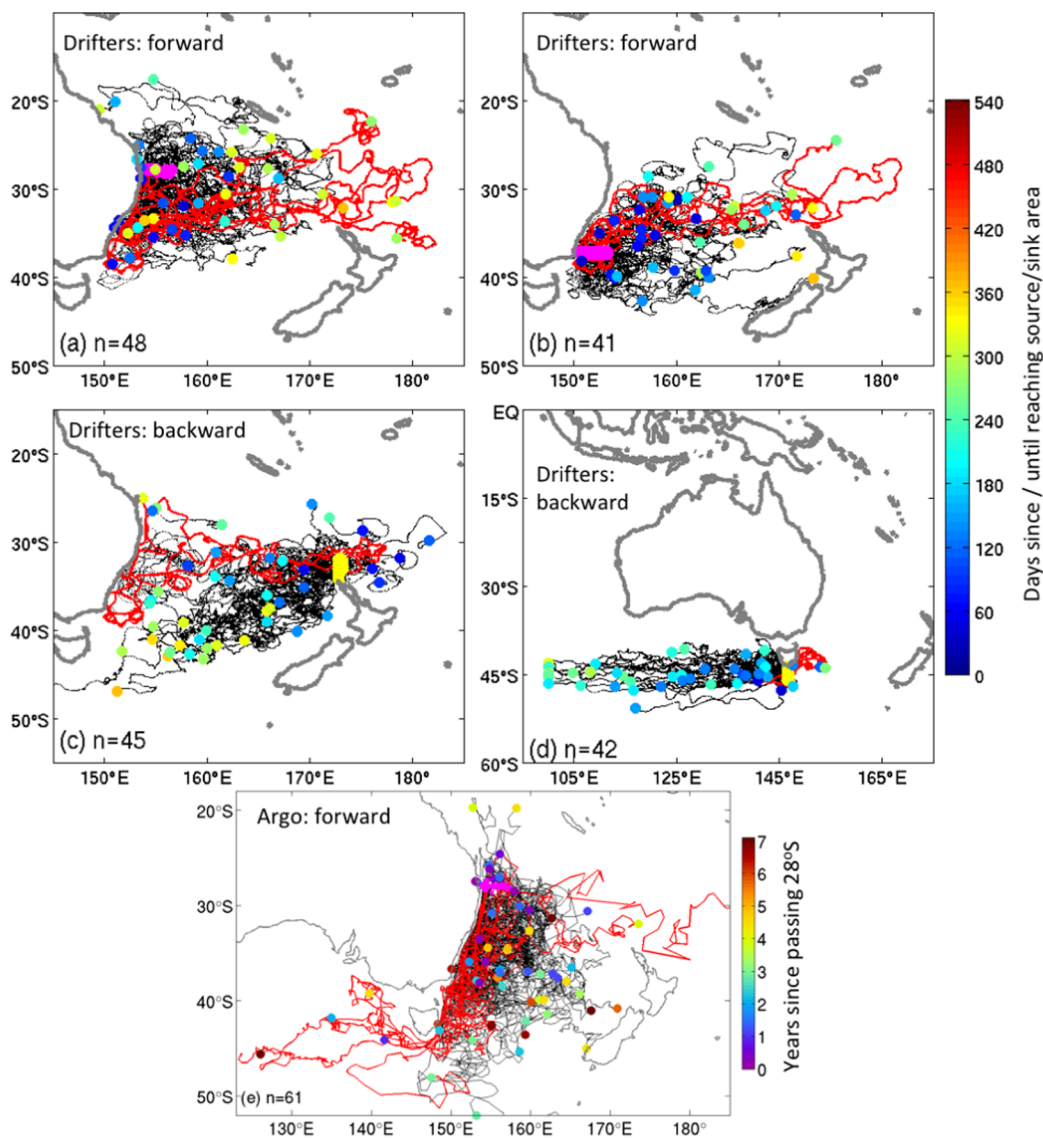 Drifters: forward
20°S
30°S
40°S
50°S
(a) n=48
150°E
160°E
170°E
180°
Drifters: forward
20°S
30°S
40°S
50°S
(b) n=41
150°E
160°E
170°E
180°
540
480
420
360
300
240
180
120
60
0
Days since / until reaching source/sink area
Drifters: backward
20°S
30°S
40°S
50°S
(c) n=45
150°E
160°E
170°E
180°
EQ
Drifters:
backward
15°S
30°S
45°S
60°S
(d) n=42
105°E
125°E
145°E
165°E
Argo: forward
20°S
30°S
40°S
50°S
(e) n=61
130°E
140°E
150°E
160°E
170°E
180°
7
6
5
4
3
2
1
0
Years since passing 28°S